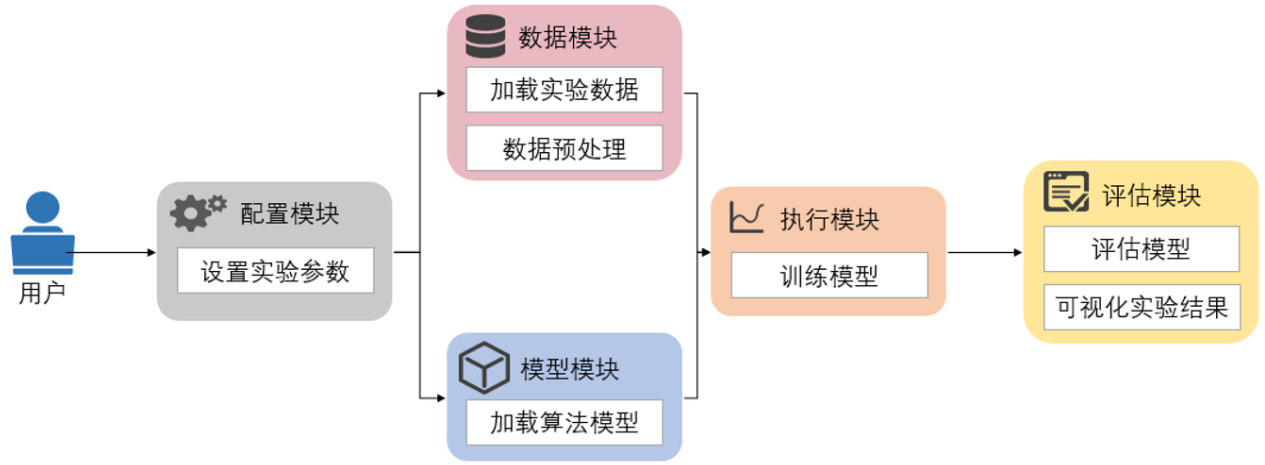 用户
配置模块
设置实验参数
数据模块
加载实验数据
数据预处理
模型模块
加载算法模型
执行模块
训练模型
评估模块
评估模型
可视化实验结果